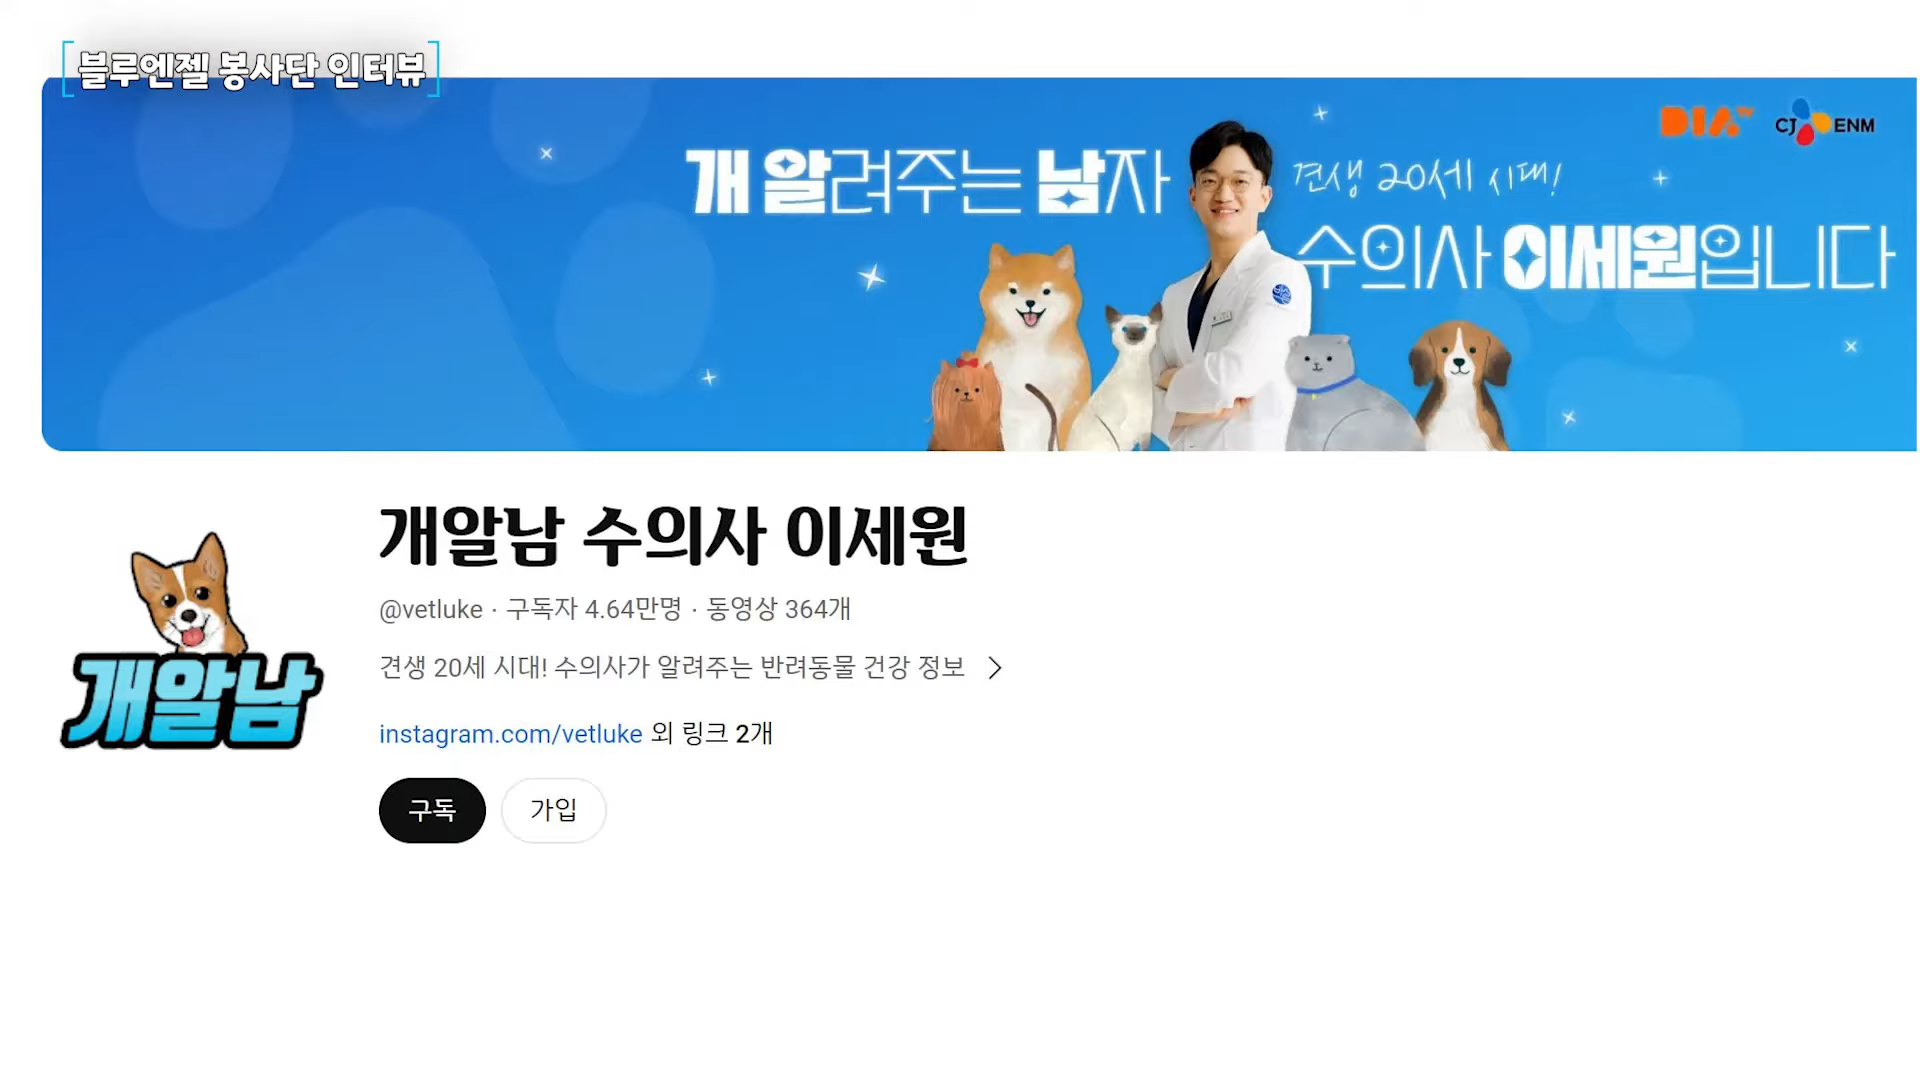 블루엔젤 봉사단 인터뷰
DIA TV CJ ENM
개 알려주는 남자
견생 20세 시대!
수의사 이세원입니다
개알남
개알남 수의사 이세원
@vetluke · 구독자 4.64만명 · 동영상 364개
견생 20세 시대! 수의사가 알려주는 반려동물 건강 정보
instagram.com/vetluke 외 링크 2개
구독 가입